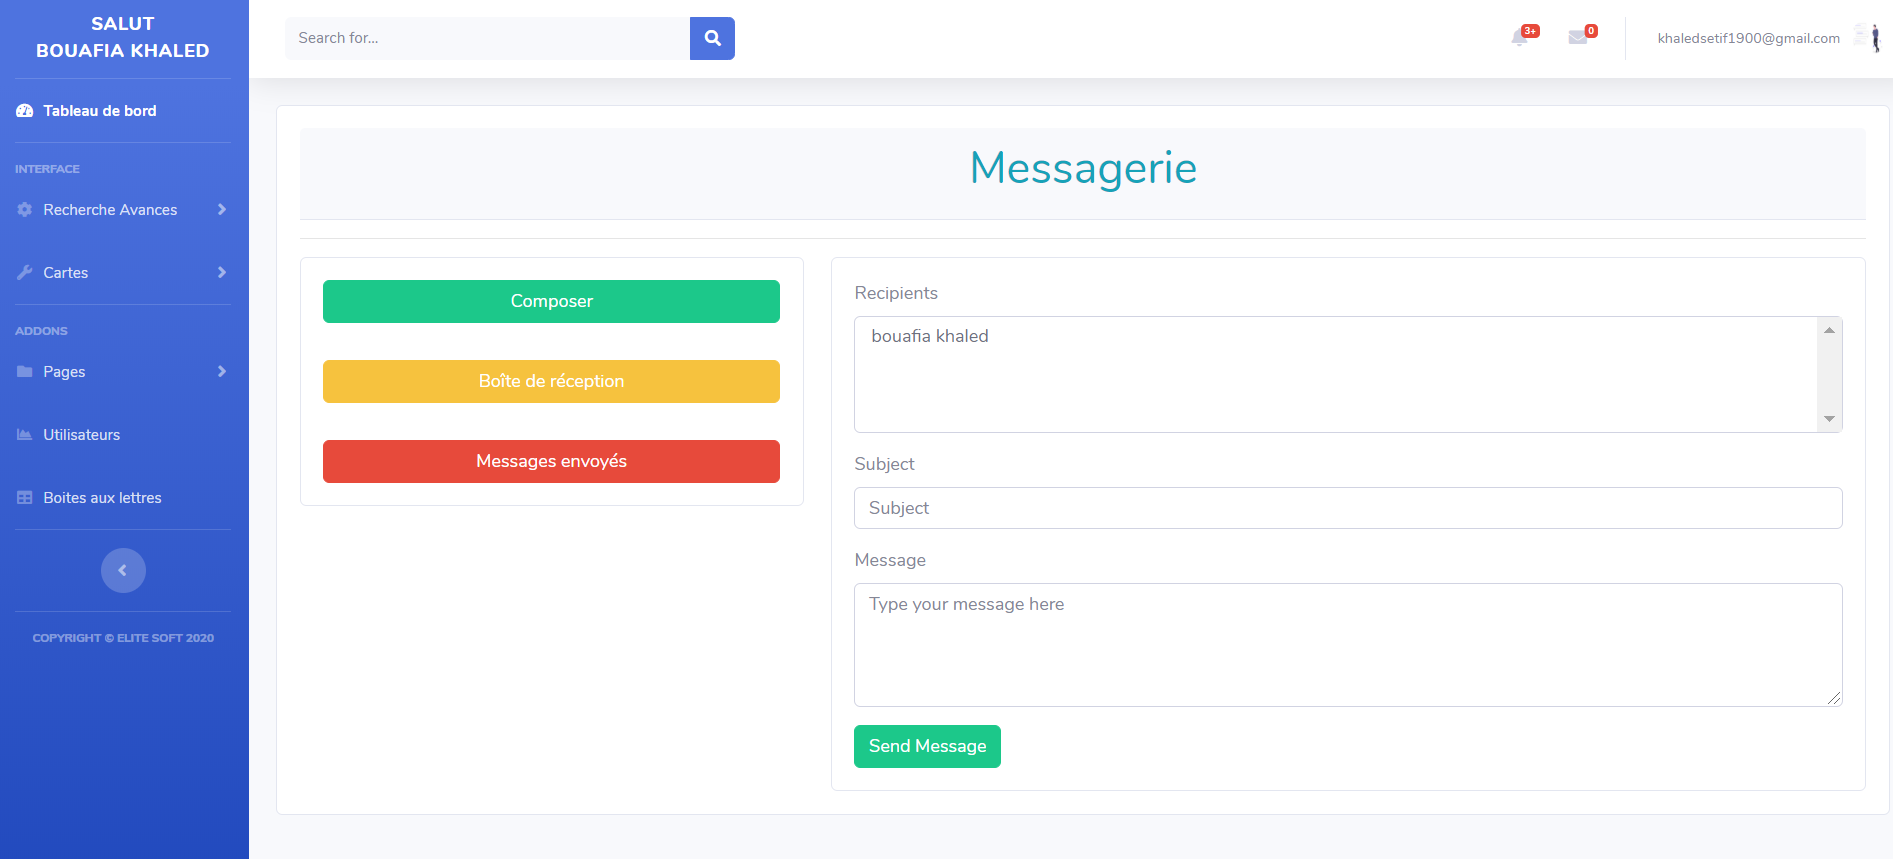 SALUT
BOUAFIA KHALED
Tableau de bord
INTERFACE
Recherche Avances
Cartes
ADDONS
Pages
Utilisateurs
Boites aux lettres
COPYRIGHT © ELITE SOFT 2020
Search for...
3+
0
khaledsetif1900@gmail.com
Messagerie
Composer
Boîte de réception
Messages envoyés
Recipients
bouafia khaled
Subject
Subject
Message
Type your message here
Send Message